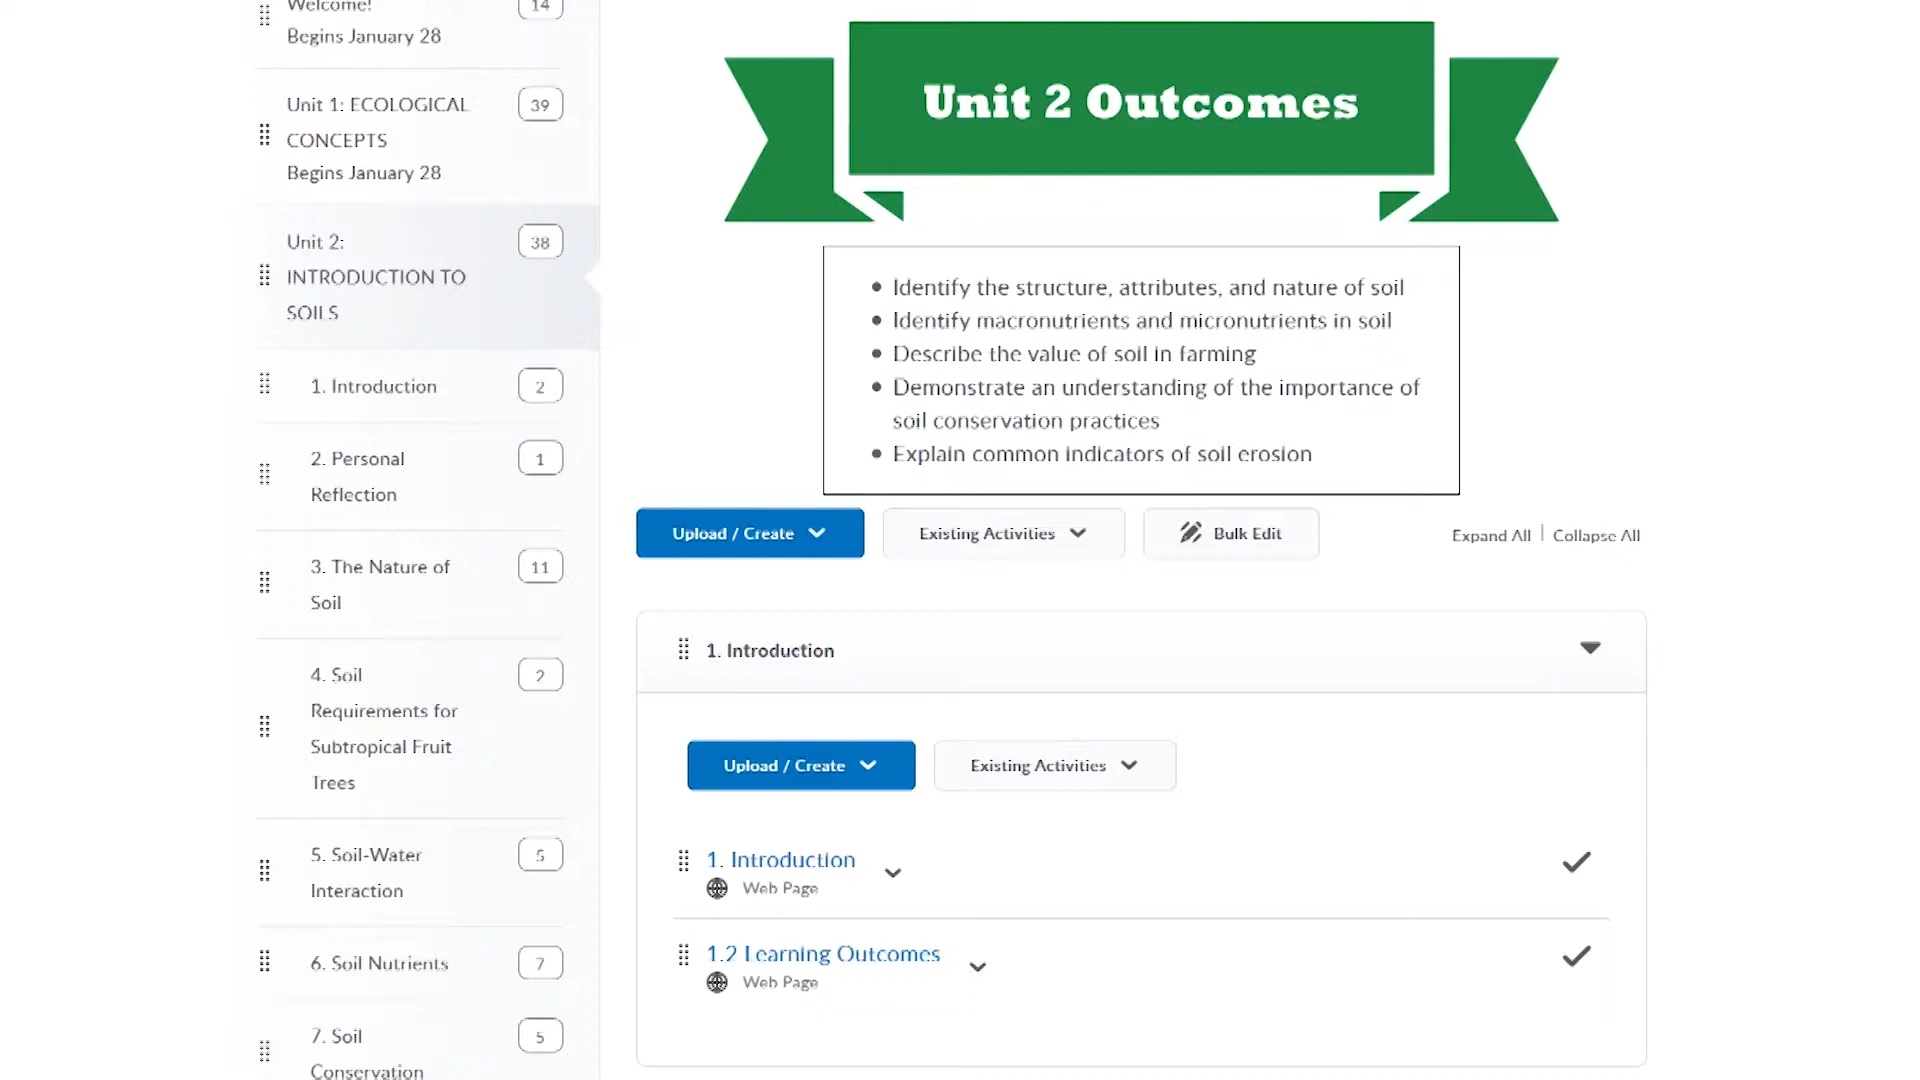 Welcome!
14
Begins January 28
Unit 1: ECOLOGICAL
39
CONCEPTS
Begins January 28
Unit 2:
38
INTRODUCTION TO
SOILS
1. Introduction
2
2. Personal
1
Reflection
3. The Nature of
11
Soil
4. Soil
2
Requirements for
Subtropical Fruit
Trees
5. Soil-Water
5
Interaction
6. Soil Nutrients
7
7. Soil
5
Conservation
Unit 2 Outcomes
• Identify the structure, attributes, and nature of soil
• Identify macronutrients and micronutrients in soil
• Describe the value of soil in farming
• Demonstrate an understanding of the importance of
soil conservation practices
• Explain common indicators of soil erosion
Upload / Create
Existing Activities
Bulk Edit
Expand All | Collapse All
1. Introduction
Upload / Create
Existing Activities
1. Introduction
Web Page
1.2 Learning Outcomes
Web Page